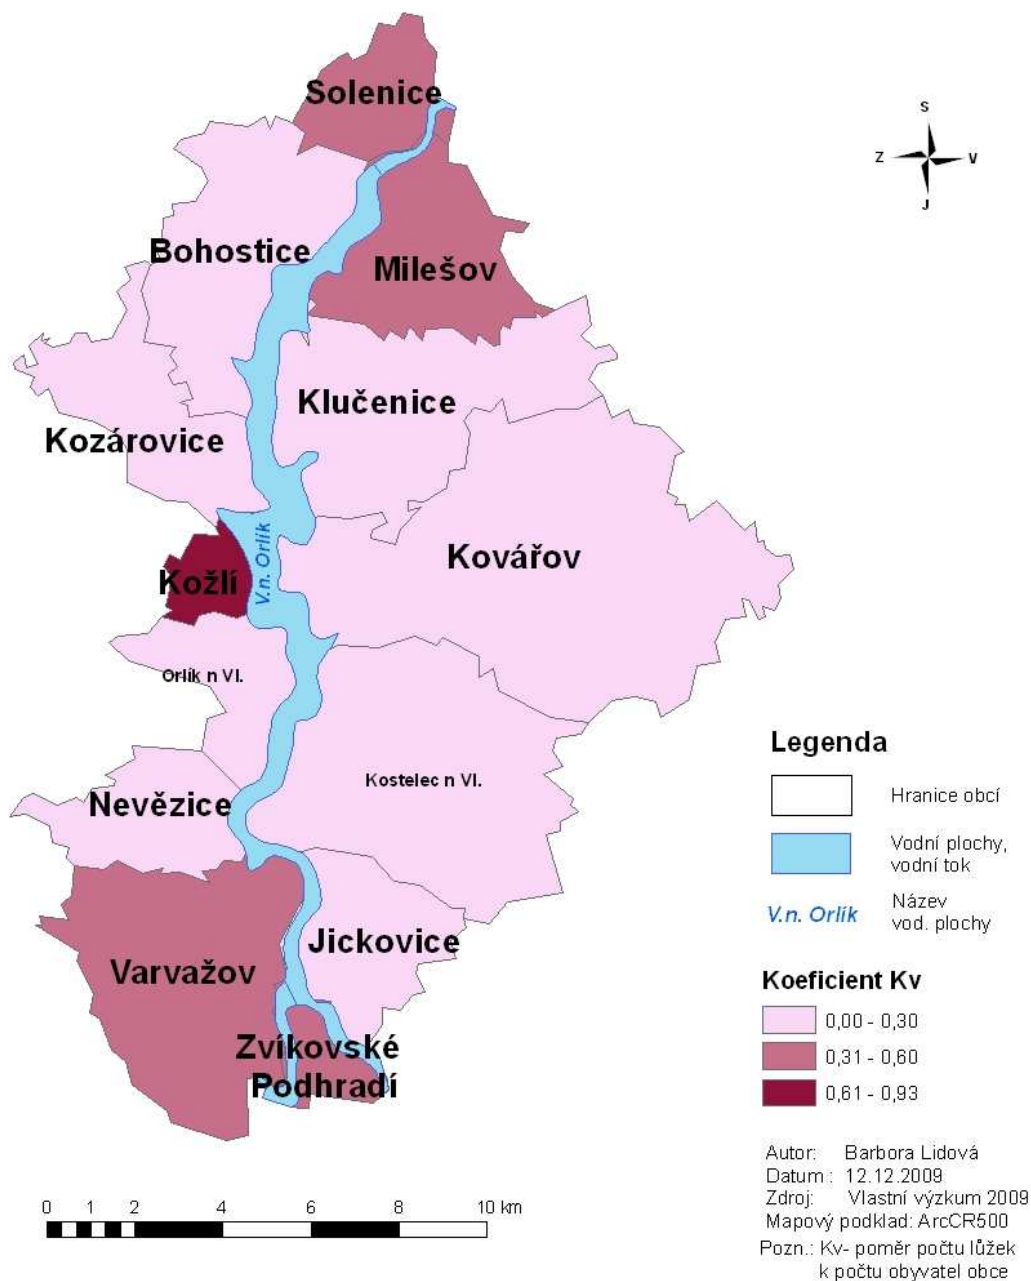 Solenice
S
Z V
J
Bohostice
Milešov
Klučenice
Kozárovice
V.n. Orlík
Kovářov
Kožlí
Orlík n Vl.
Kostelec n Vl.
Nevězice
Jickovice
Varvažov
Zvíkovské
Podhradí
Legenda
Hranice obcí
Vodní plochy,
vodní tok
V.n. Orlík
Název
vod. plochy
Koeficient Kv
0,00 - 0,30
0,31 - 0,60
0,61 - 0,93
Autor: Barbora Lidová
Datum : 12.12.2009
Zdroj: Vlastní výzkum 2009
Mapový podklad: ArcCR500
Pozn.: Kv- poměr počtu lůžek
k počtu obyvatel obce
0 1 2 4 6 8 10 km